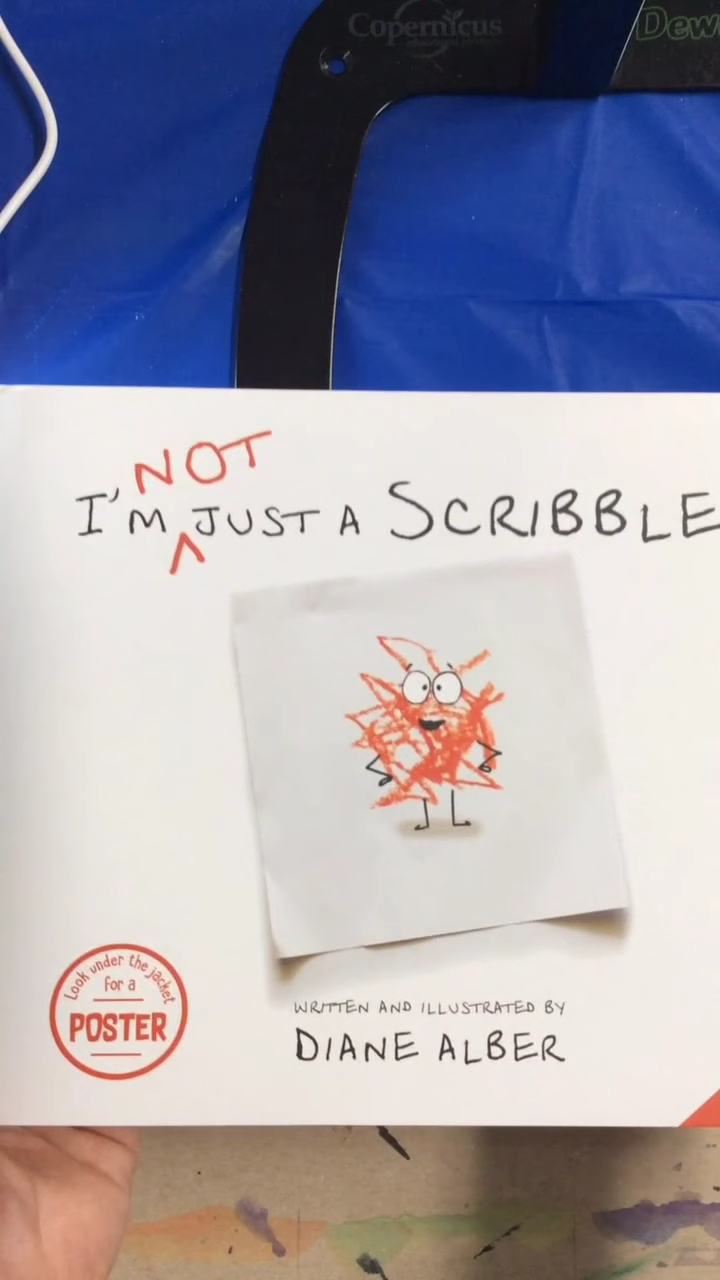 Copernicus
Dew
NOT
I'M JUST A SCRIBBLE
Look under the jacket
for a
POSTER
WRITTEN AND ILLUSTRATED BY
DIANE ALBER